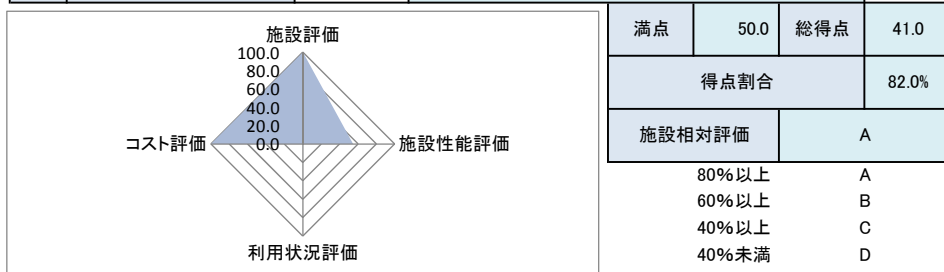 施設評価
100.0
80.0
60.0
40.0
20.0
0.0
コスト評価
施設性能評価
利用状況評価
満点 50.0 総得点 41.0
得点割合 82.0%
施設相対評価 A
80%以上 A
60%以上 B
40%以上 C
40%未満 D